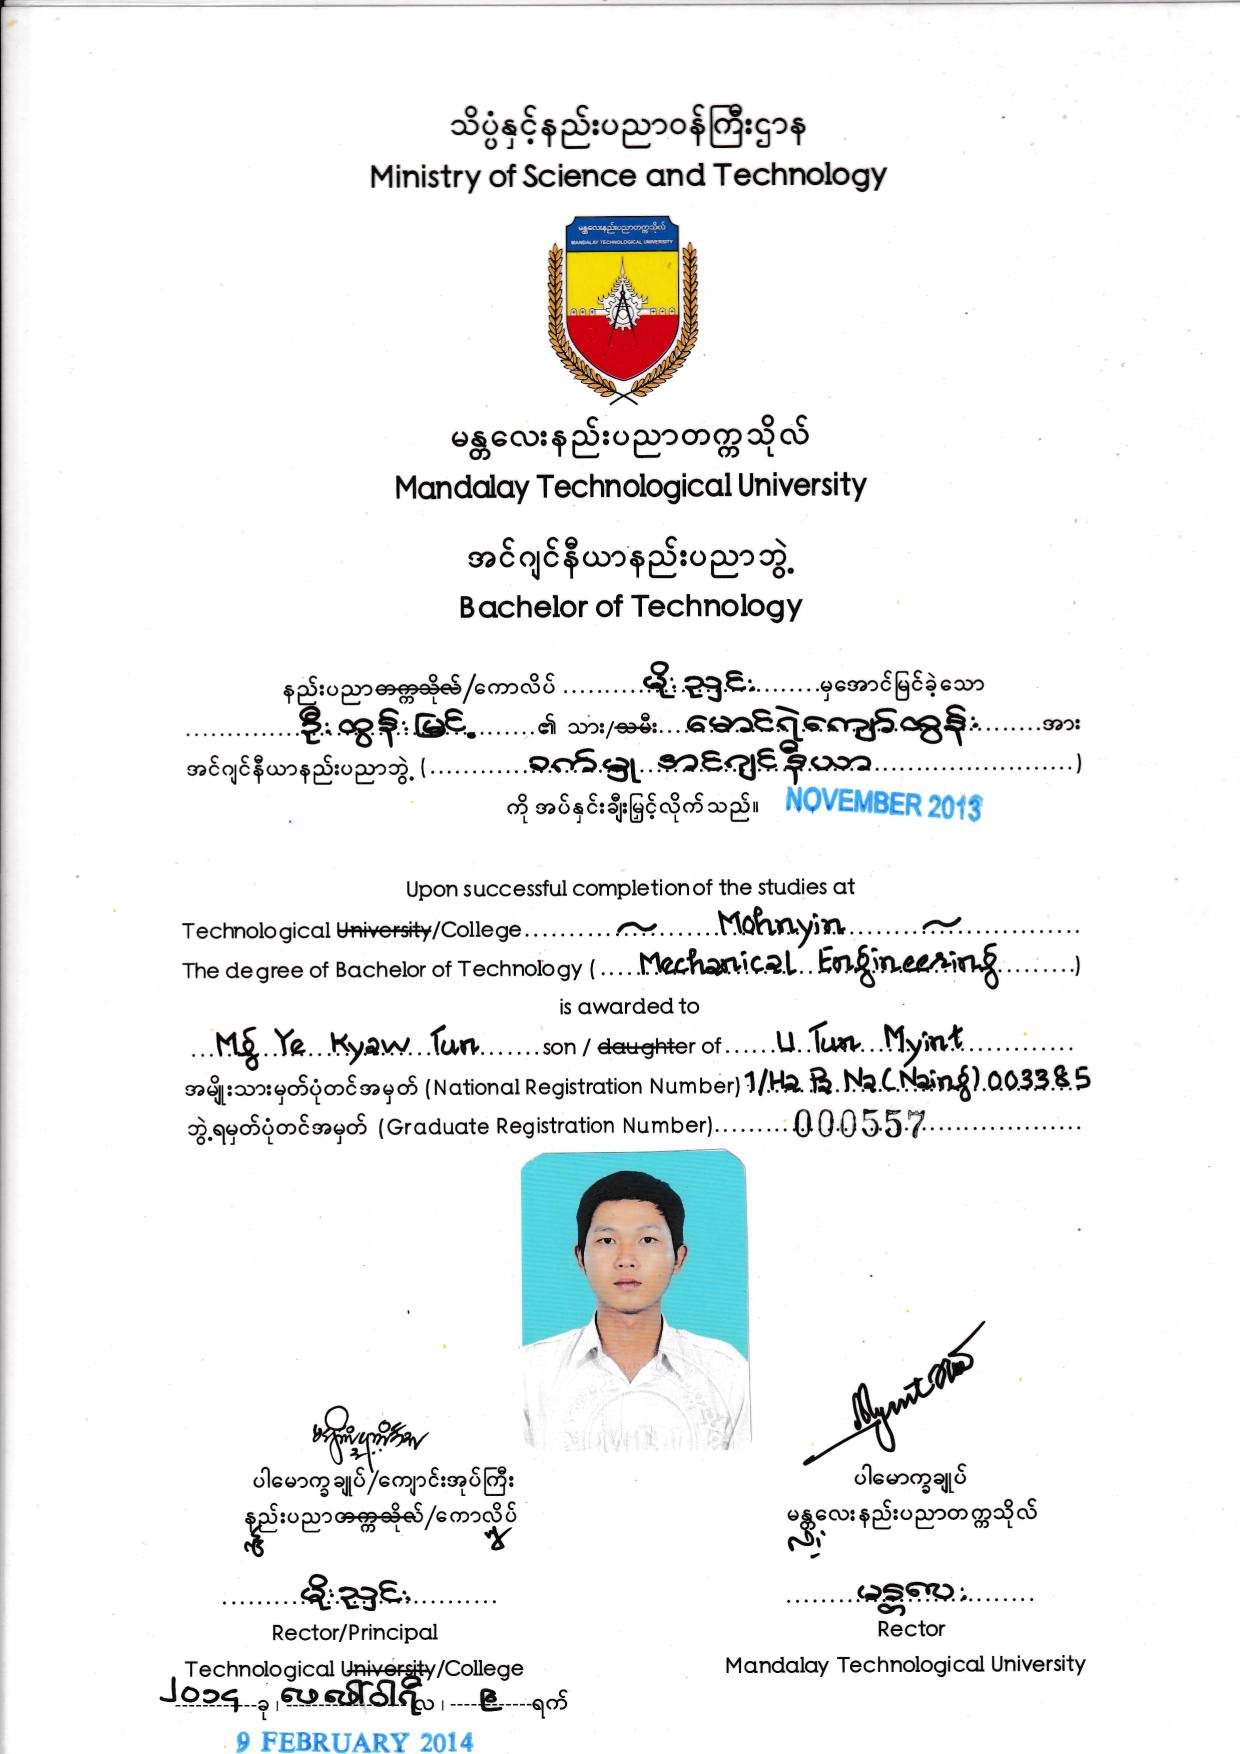 သိပ္ပံနှင့်နည်းပညာဝန်ကြီးဌာန
Ministry of Science and Technology
မန္တလေးနည်းပညာတက္ကသိုလ်
MANDALAY TECHNOLOGICAL UNIVERSITY
မန္တလေးနည်းပညာတက္ကသိုလ်
Mandalay Technological University
အင်ဂျင်နီယာနည်းပညာဘွဲ့
Bachelor of Technology
နည်းပညာတက္ကသိုလ်/ကောလိပ် ..........မိုးညှင်း........မှအောင်မြင်ခဲ့သော
..............ဦးထွန်းမြင့်........၏ သား/သမီး....မောင်ရဲကျော်ထွန်း........အား
အင်ဂျင်နီယာနည်းပညာဘွဲ့ (............စက်မှုအင်ဂျင်နီယာ........................)
ကို အပ်နှင်းချီးမြှင့်လိုက်သည်။ NOVEMBER 2013
Upon successful completion of the studies at
Technological University/College..........~........Mohnyin........~..............
The degree of Bachelor of Technology (.....Mechanical Engineering.........)
is awarded to
...Mg Ye Kyaw Tun.......son / daughter of......U Tun Myint.............
အမျိုးသားမှတ်ပုံတင်အမှတ် (National Registration Number) 1/Ha Pa Na (Naing) 003385
ဘွဲ့ရမှတ်ပုံတင်အမှတ် (Graduate Registration Number).........000557...................
ပါမောက္ခချုပ်/ကျောင်းအုပ်ကြီး
နည်းပညာတက္ကသိုလ်/ကောလိပ်
..........မိုးညှင်း...........
Rector/Principal
Technological University/College
၂၀၁၄ ခု၊ ဖေဖော်ဝါရီလ၊ ----၉-----ရက်
9 FEBRUARY 2014
ပါမောက္ခချုပ်
မန္တလေးနည်းပညာတက္ကသိုလ်
.........မန္တလေး.........
Rector
Mandalay Technological University